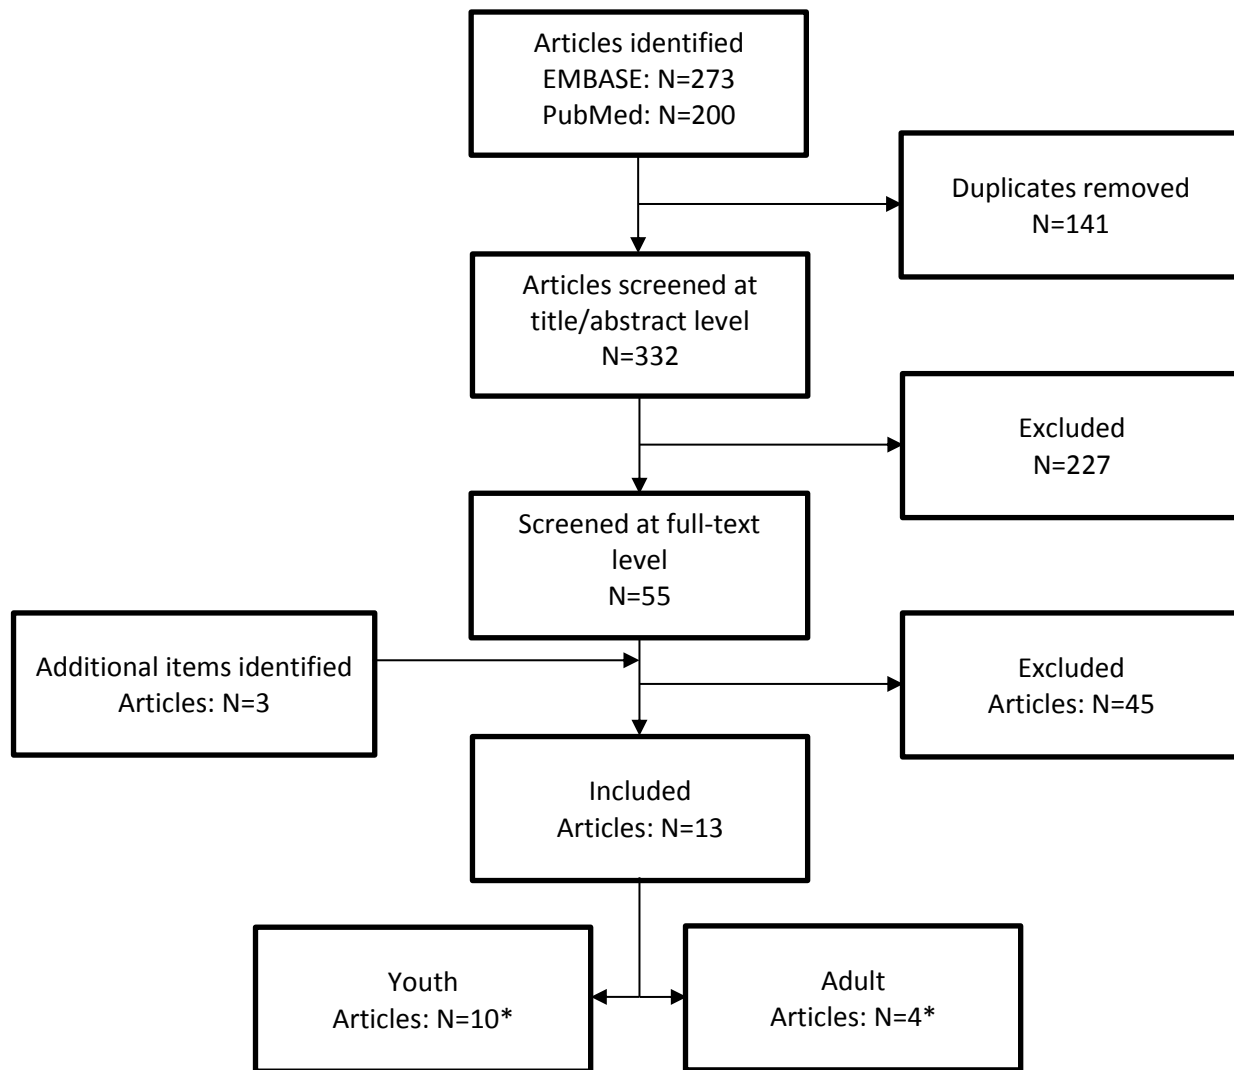 Articles identified
EMBASE: N=273
PubMed: N=200
Duplicates removed
N=141
Articles screened at
title/abstract level
N=332
Excluded
N=227
Screened at full-text
level
N=55
Additional items identified
Articles: N=3
Excluded
Articles: N=45
Included
Articles: N=13
Youth
Articles: N=10*
Adult
Articles: N=4*